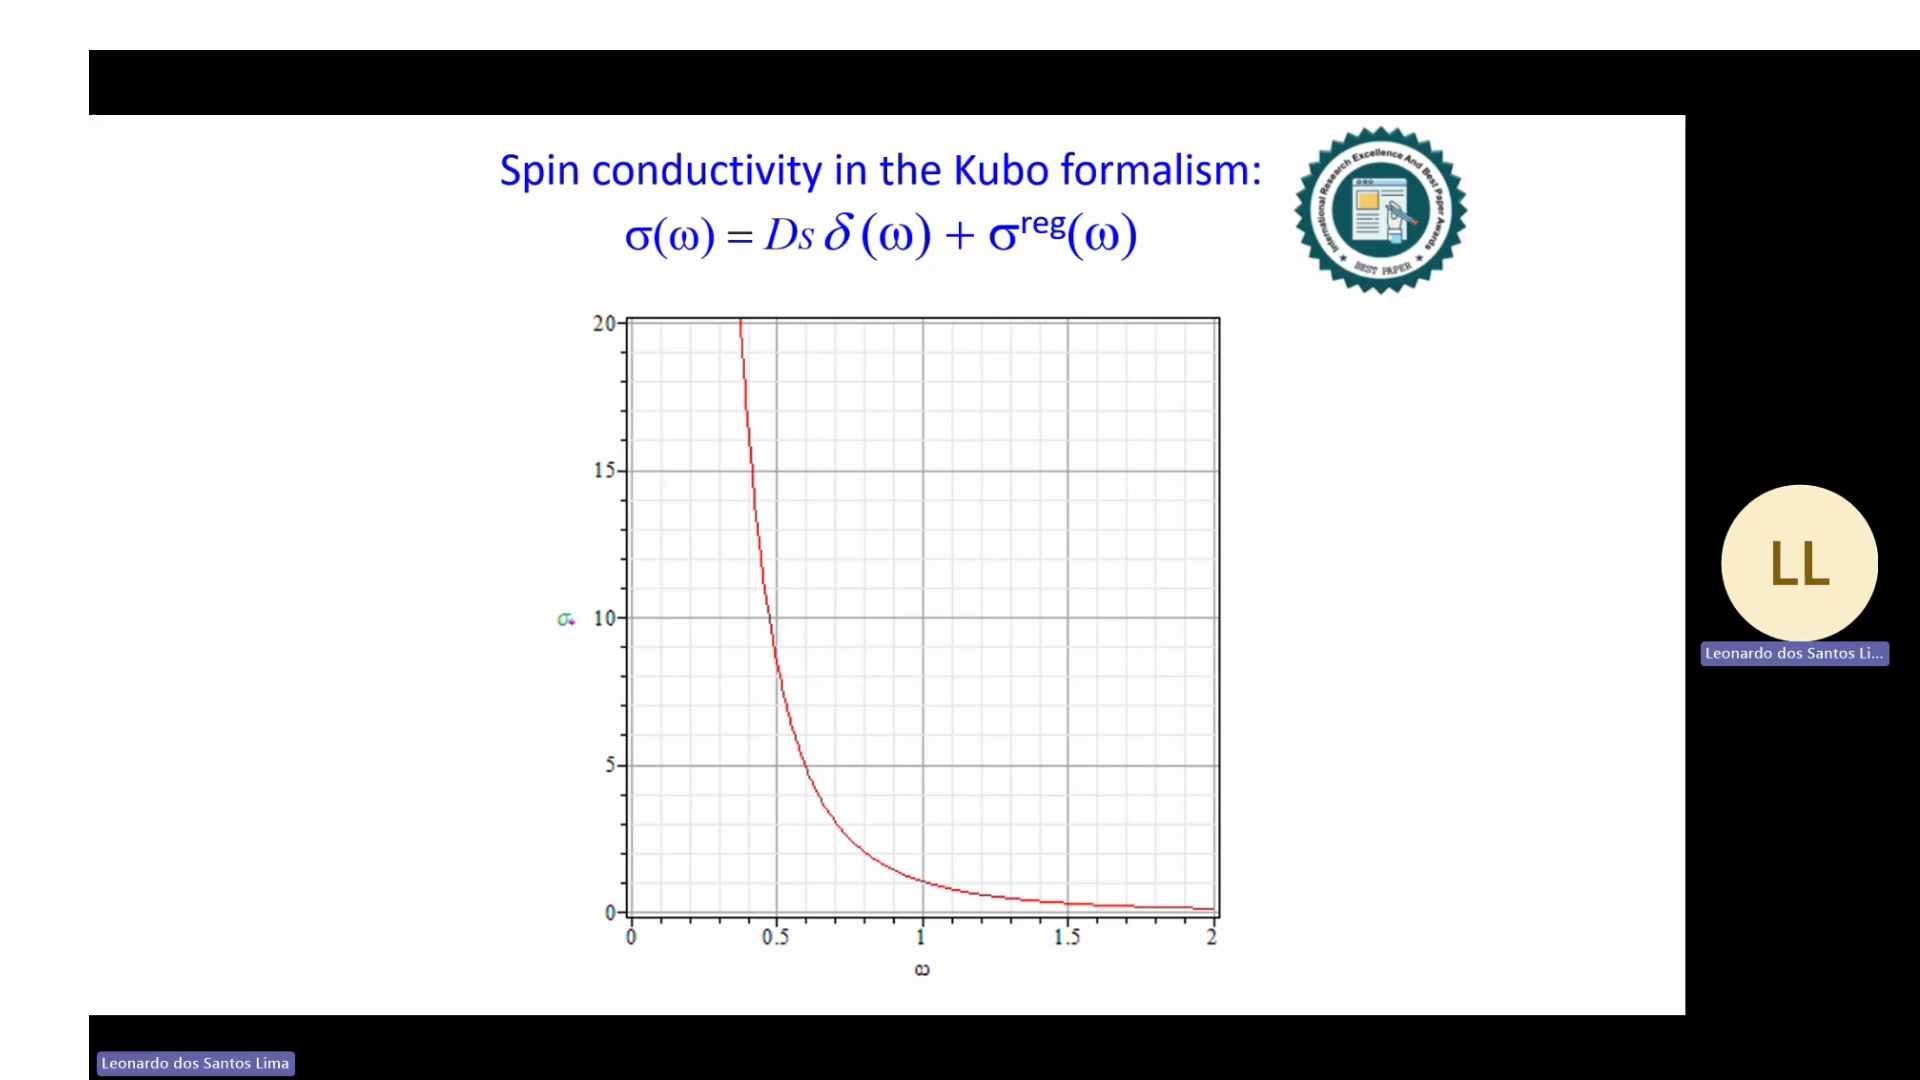 Spin conductivity in the Kubo formalism:
σ(ω) = Ds δ(ω) + σ^reg(ω)
International Research Excellence And Best Paper Awards
★ BEST PAPER ★
20
15
σ
10
5
0
0 0.5 1 1.5 2
ω
LL
Leonardo dos Santos Li...
Leonardo dos Santos Lima